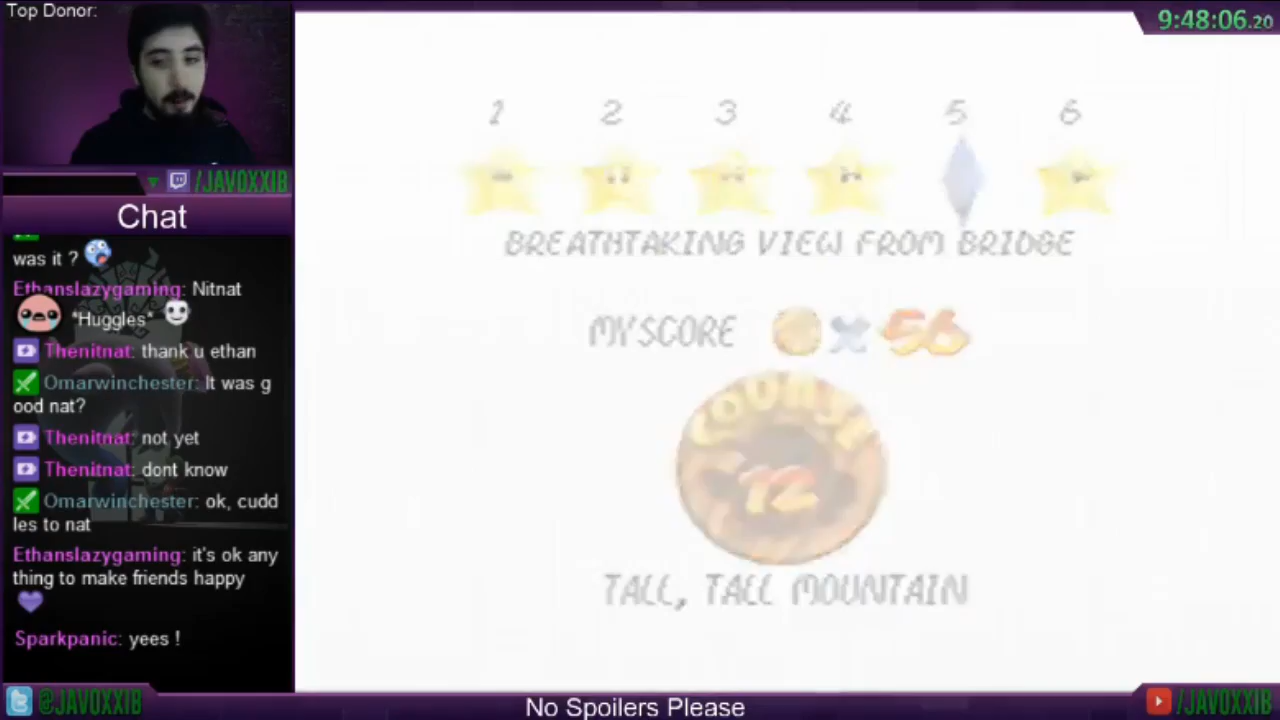 Top Donor:
9:48:06.20
/JAVOXXIB
Chat
was it ?
Ethanslazygaming: Nitnat
*Huggles*
Thenitnat: thank u ethan
Omarwinchester: It was g
ood nat?
Thenitnat: not yet
Thenitnat: dont know
Omarwinchester: ok, cudd
les to nat
Ethanslazygaming: it's ok any
thing to make friends happy
Sparkpanic: yees !
@JAVOXXIB
1 2 3 4 5 6
BREATHTAKING VIEW FROM BRIDGE
MY SCORE × 56
COURSE
12
TALL, TALL MOUNTAIN
No Spoilers Please
/JAVOXXIB